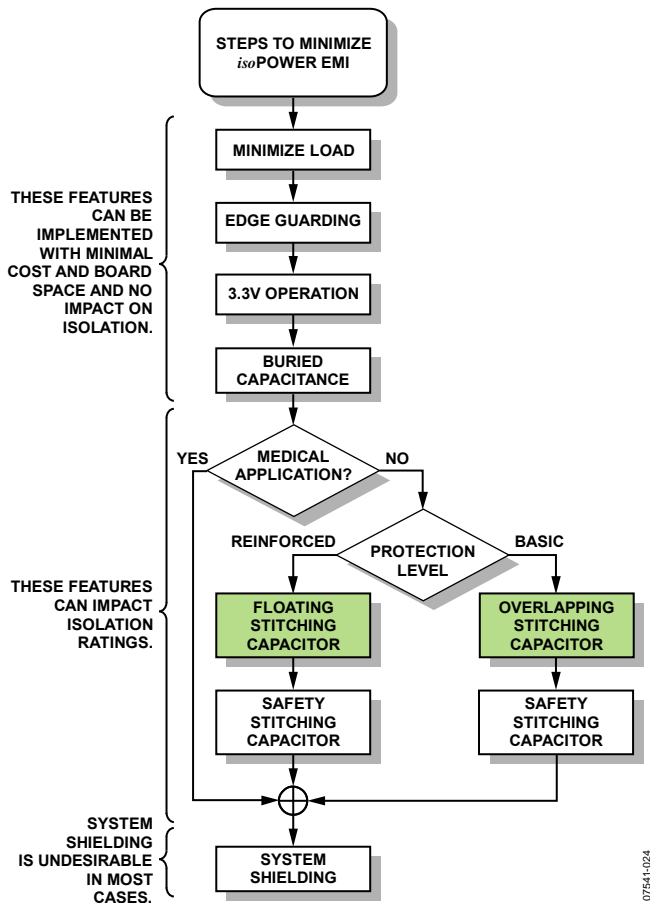 STEPS TO MINIMIZE
isoPOWER EMI
MINIMIZE LOAD
EDGE GUARDING
3.3V OPERATION
BURIED
CAPACITANCE
THESE FEATURES
CAN BE
IMPLEMENTED
WITH MINIMAL
COST AND BOARD
SPACE AND NO
IMPACT ON
ISOLATION.
YES
MEDICAL
APPLICATION?
NO
REINFORCED
PROTECTION
LEVEL
BASIC
FLOATING
STITCHING
CAPACITOR
OVERLAPPING
STITCHING
CAPACITOR
SAFETY
STITCHING
CAPACITOR
SAFETY
STITCHING
CAPACITOR
THESE FEATURES
CAN IMPACT
ISOLATION
RATINGS.
SYSTEM
SHIELDING
IS UNDESIRABLE
IN MOST
CASES.
SYSTEM
SHIELDING
07541-024